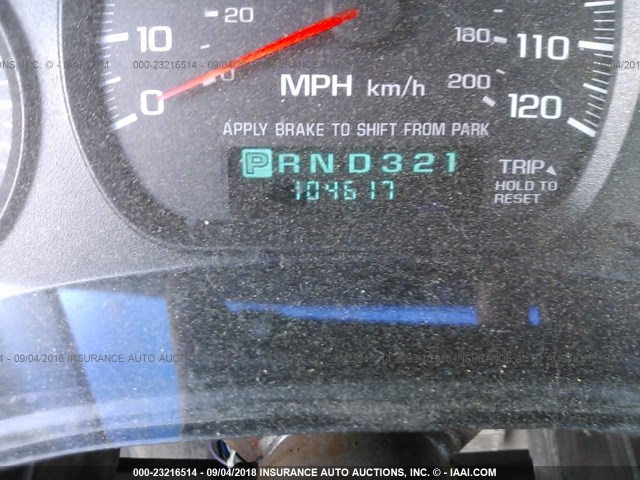 10 20 180 110
0 0 MPH km/h 200 120
APPLY BRAKE TO SHIFT FROM PARK
PRND321 TRIP
104617 HOLD TO
RESET
000-23216514 - 09/04/2018 INSURANCE AUTO AUCTIONS, INC. - © IAAI.COM